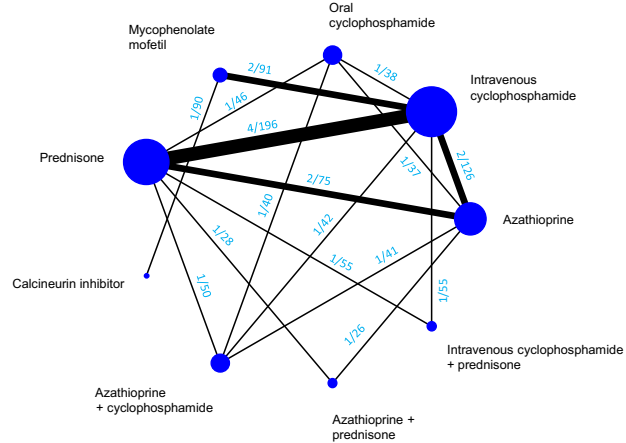 Oral
cyclophosphamide
Mycophenolate
mofetil
2/91
1/38
Intravenous
cyclophosphamide
1/90
1/46
4/196
Prednisone
1/37
2/126
2/75
Azathioprine
1/40
1/42
1/28
1/55
1/41
Calcineurin inhibitor
1/50
1/55
1/26
Intravenous cyclophosphamide
+ prednisone
Azathioprine
+ cyclophosphamide
Azathioprine +
prednisone